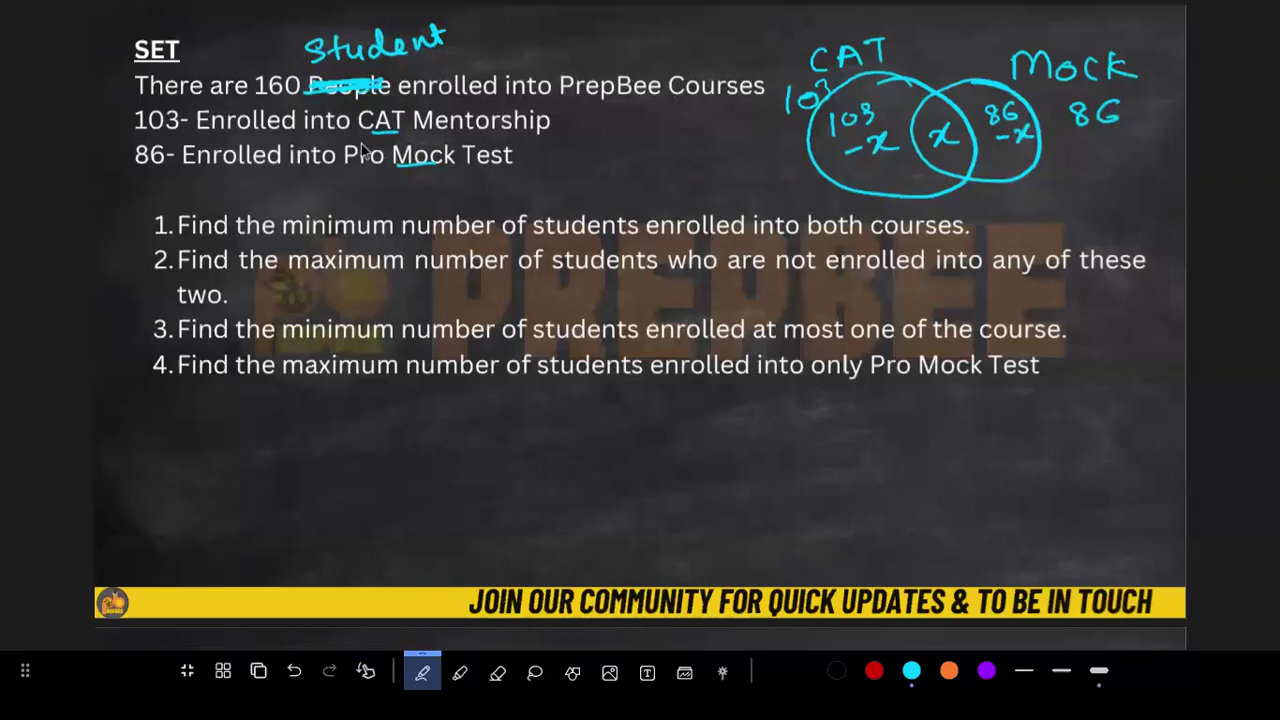 SET
Student
There are 160 People enrolled into PrepBee Courses
103- Enrolled into CAT Mentorship
86- Enrolled into Pro Mock Test
CAT
Mock
103
86
103
- x
x
86
- x
1. Find the minimum number of students enrolled into both courses.
2. Find the maximum number of students who are not enrolled into any of these
two.
3. Find the minimum number of students enrolled at most one of the course.
4. Find the maximum number of students enrolled into only Pro Mock Test
PREPBEE
JOIN OUR COMMUNITY FOR QUICK UPDATES & TO BE IN TOUCH